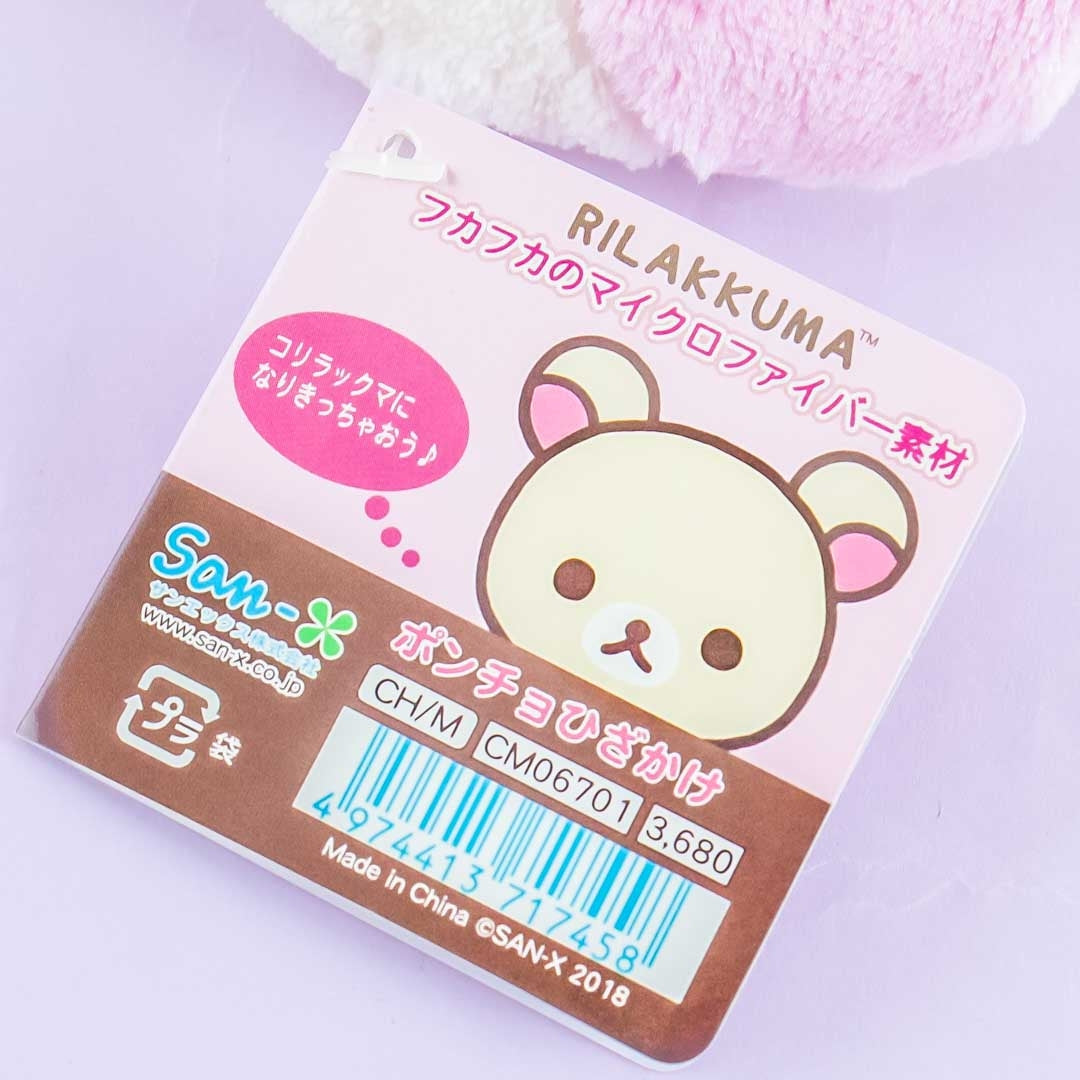 RILAKKUMA™
フカフカのマイクロファイバー素材
コリラックマに
なりきっちゃおう♪
San-X
サンエックス株式会社
www.san-x.co.jp
プラ 袋
ポンチョひざかけ
CH/M CM06701 3,680
4 974413 717458
Made in China ©SAN-X 2018